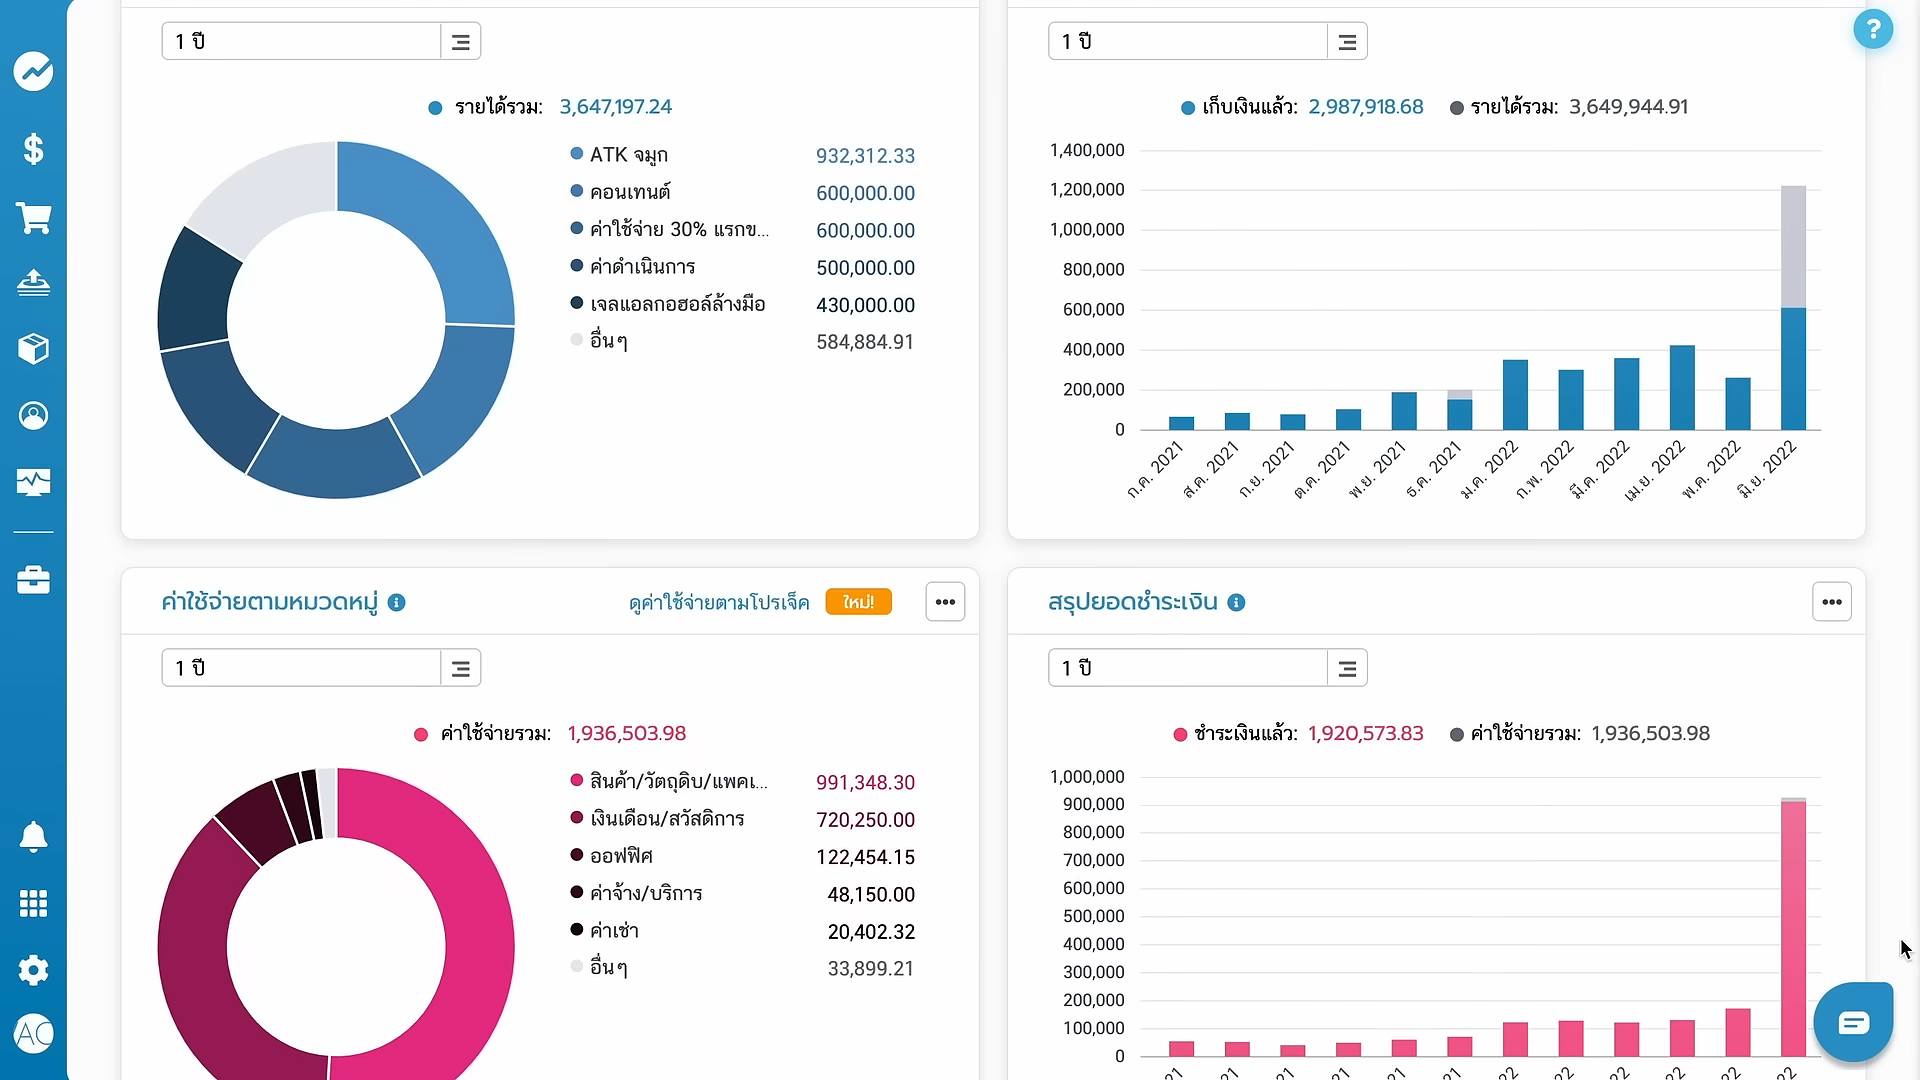 1 ปี
รายได้รวม: 3,647,197.24
ATK จมูก 932,312.33
คอนเทนต์ 600,000.00
ค่าใช้จ่าย 30% แรกข... 600,000.00
ค่าดำเนินการ 500,000.00
เจลแอลกอฮอล์ล้างมือ 430,000.00
อื่นๆ 584,884.91
1 ปี
?
เก็บเงินแล้ว: 2,987,918.68 รายได้รวม: 3,649,944.91
1,400,000
1,200,000
1,000,000
800,000
600,000
400,000
200,000
0
ก.ค. 2021
ส.ค. 2021
ก.ย. 2021
ต.ค. 2021
พ.ย. 2021
ธ.ค. 2021
ม.ค. 2022
ก.พ. 2022
มี.ค. 2022
เม.ย. 2022
พ.ค. 2022
มิ.ย. 2022
ค่าใช้จ่ายตามหมวดหมู่ ดูค่าใช้จ่ายตามโปรเจ็ค ใหม่!
1 ปี
ค่าใช้จ่ายรวม: 1,936,503.98
สินค้า/วัตถุดิบ/แพคเ... 991,348.30
เงินเดือน/สวัสดิการ 720,250.00
ออฟฟิศ 122,454.15
ค่าจ้าง/บริการ 48,150.00
ค่าเช่า 20,402.32
อื่นๆ 33,899.21
สรุปยอดชำระเงิน
1 ปี
ชำระเงินแล้ว: 1,920,573.83 ค่าใช้จ่ายรวม: 1,936,503.98
1,000,000
900,000
800,000
700,000
600,000
500,000
400,000
300,000
200,000
100,000
0
AC